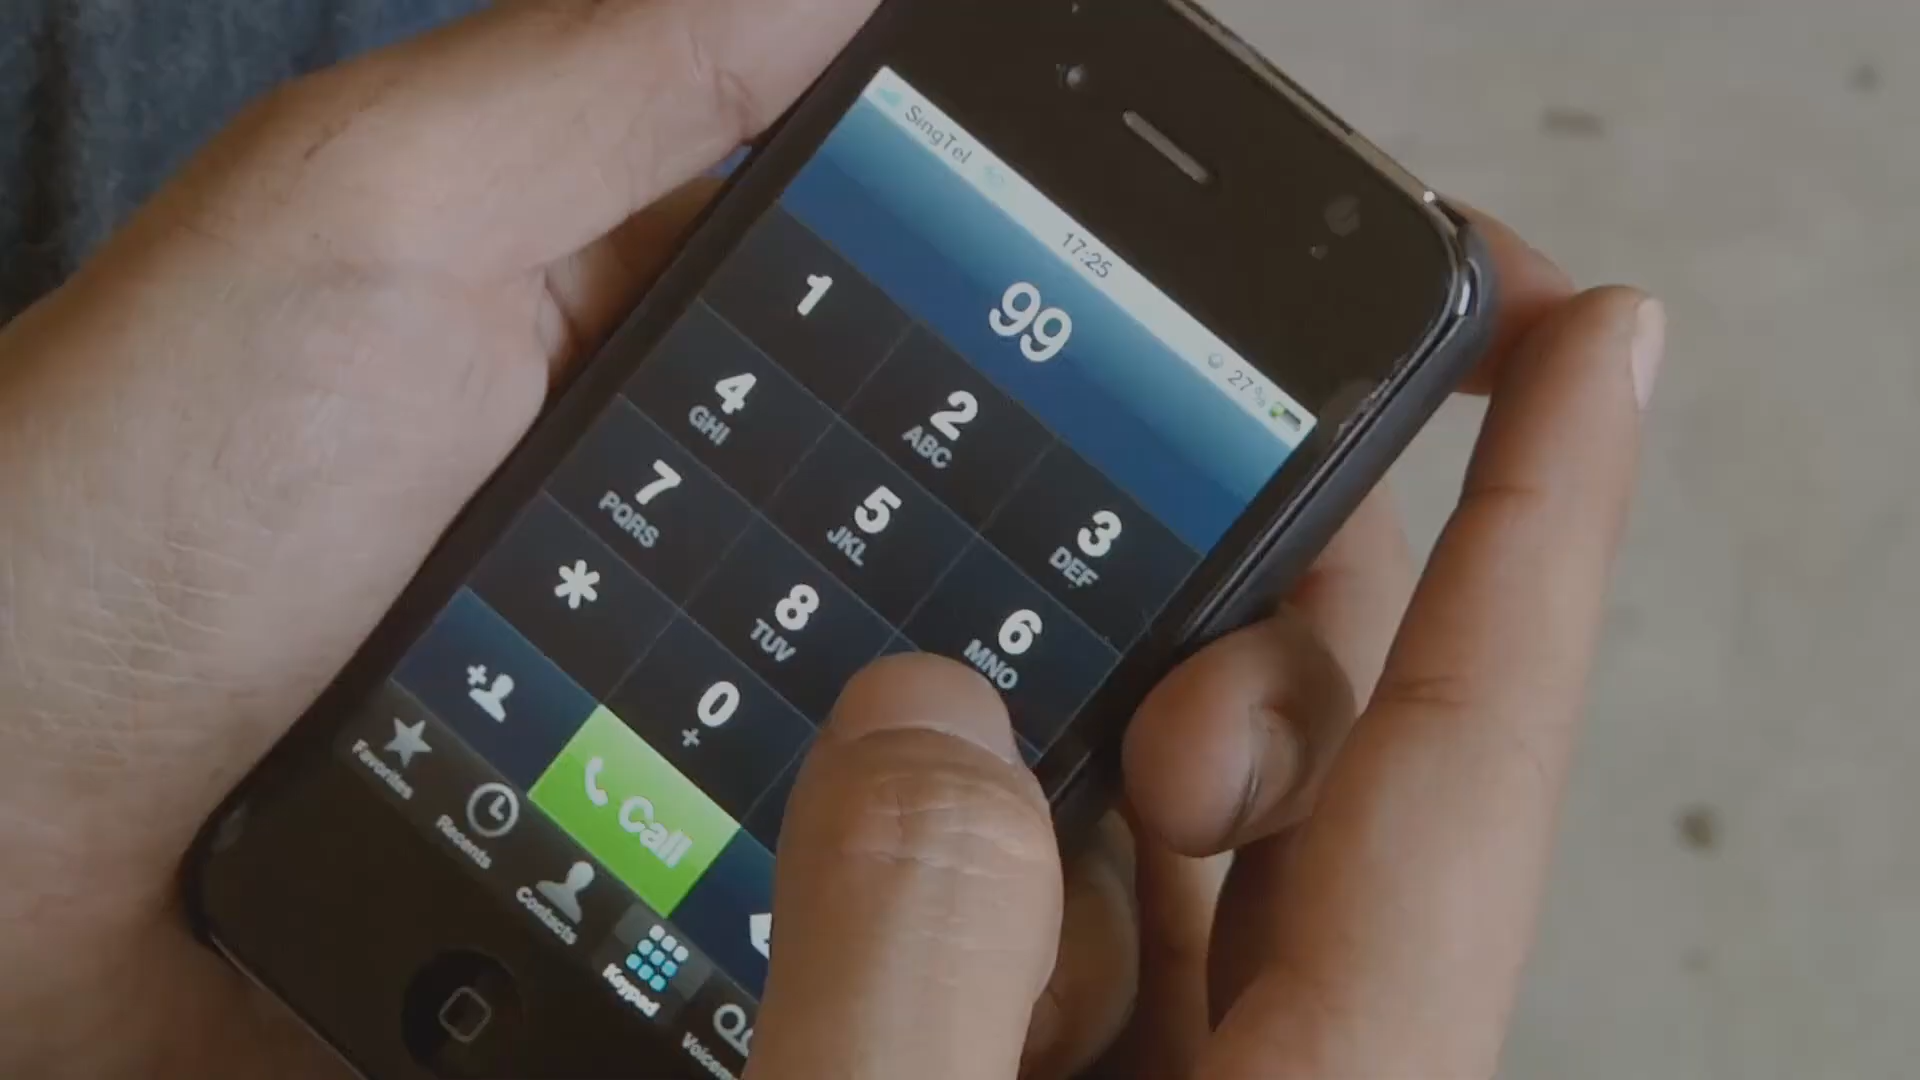 SingTel 17:25 27%
99
1
2 ABC
3 DEF
4 GHI
5 JKL
6 MNO
7 PQRS
8 TUV
*
0 +
Call
Favorites
Recents
Contacts
Keypad